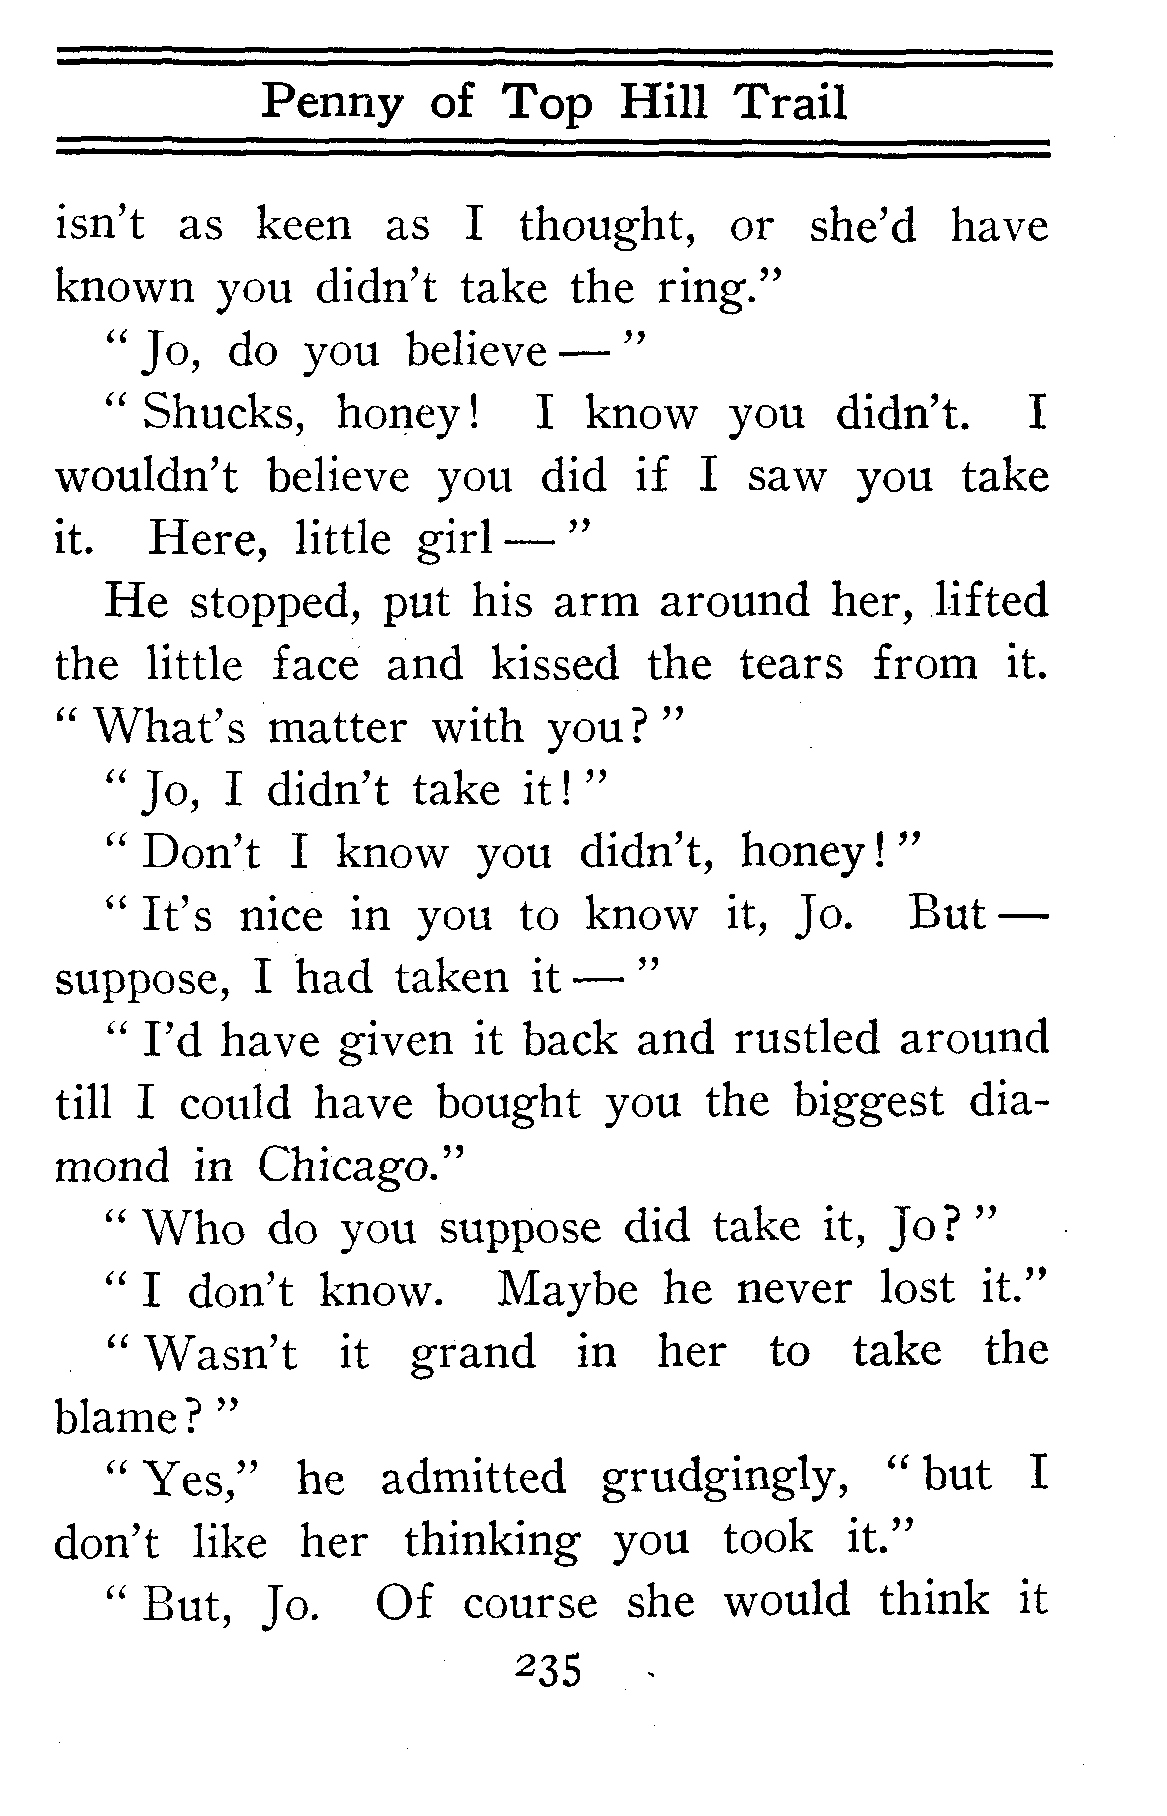 Penny of Top Hill Trail
isn't as keen as I thought, or she'd have
known you didn't take the ring."
" Jo, do you believe — "
" Shucks, honey! I know you didn't. I
wouldn't believe you did if I saw you take
it. Here, little girl — "
He stopped, put his arm around her, lifted
the little face and kissed the tears from it.
" What's matter with you? "
" Jo, I didn't take it! "
" Don't I know you didn't, honey! "
" It's nice in you to know it, Jo. But —
suppose, I had taken it — "
" I'd have given it back and rustled around
till I could have bought you the biggest dia-
mond in Chicago."
" Who do you suppose did take it, Jo? "
" I don't know. Maybe he never lost it."
" Wasn't it grand in her to take the
blame? "
" Yes," he admitted grudgingly, " but I
don't like her thinking you took it."
" But, Jo. Of course she would think it
235